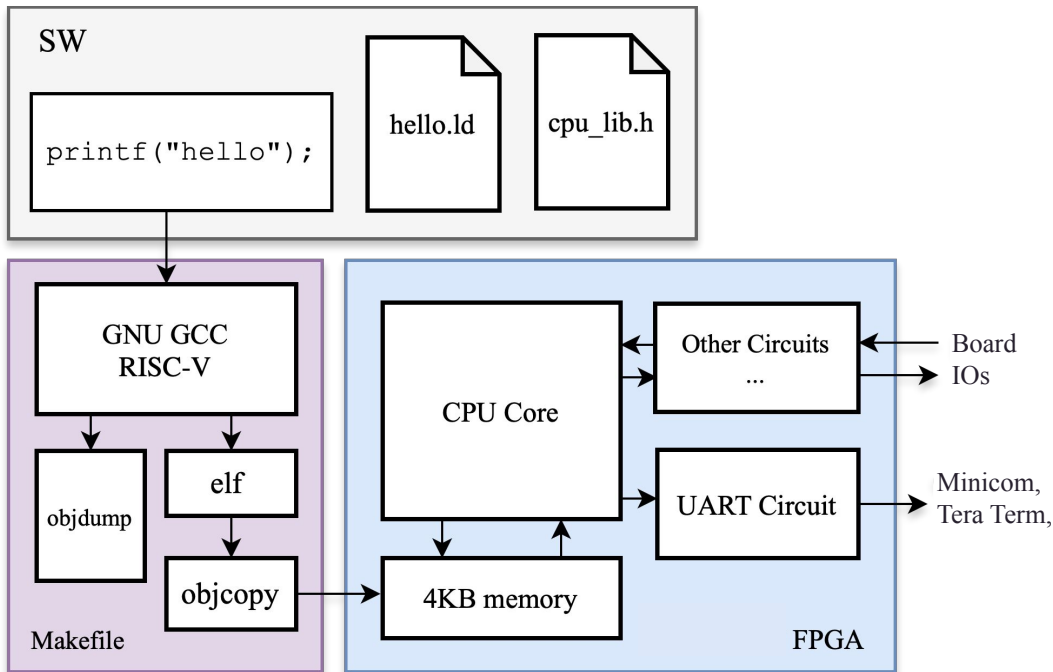 SW
printf("hello");
hello.ld
cpu_lib.h
GNU GCC
RISC-V
objdump
elf
objcopy
Makefile
CPU Core
4KB memory
Other Circuits
...
UART Circuit
FPGA
Board
IOs
Minicom,
Tera Term,